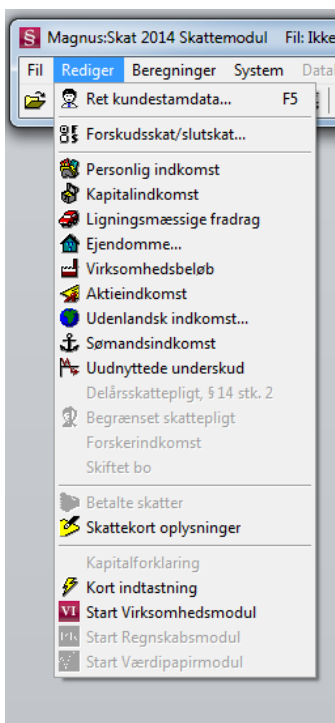 Magnus:Skat 2014 Skattemodul Fil: Ikke
Fil Rediger Beregninger System Data
Ret kundestamdata... F5
Forskudsskat/slutskat...
Personlig indkomst
Kapitalindkomst
Ligningsmæssige fradrag
Ejendomme...
Virksomhedsbeløb
Aktieindkomst
Udenlandsk indkomst...
Sømandsindkomst
Uudnyttede underskud
Delårsskattepligt, § 14 stk. 2
Begrænset skattepligt
Forskerindkomst
Skiftet bo
Betalte skatter
Skattekort oplysninger
Kapitalforklaring
Kort indtastning
Start Virksomhedsmodul
Start Regnskabsmodul
Start Værdipapirmodul